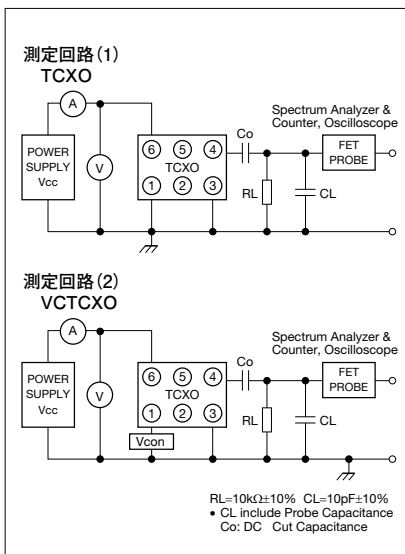 測定回路(1)
TCXO
A
POWER
SUPPLY
Vcc
V
6 5 4
TCXO
1 2 3
Co
RL
CL
Spectrum Analyzer &
Counter, Oscilloscope
FET
PROBE
測定回路(2)
VCTCXO
A
POWER
SUPPLY
Vcc
V
6 5 4
TCXO
1 2 3
Vcon
Co
RL
CL
Spectrum Analyzer &
Counter, Oscilloscope
FET
PROBE
RL=10kΩ±10% CL=10pF±10%
• CL include Probe Capacitance
Co: DC Cut Capacitance